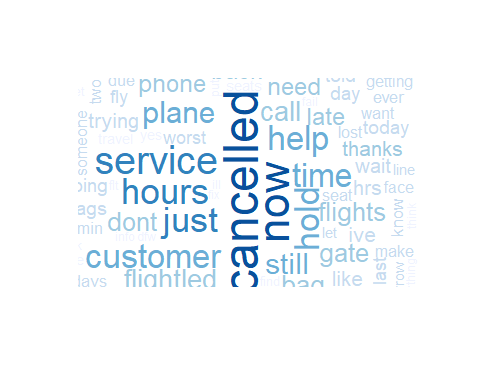 due phone need day getting
two fly ever
plane call late want
trying lost today
someone worst help thanks
service wait line
hours time hrs face
just seat
dont hold flights know
min now let ive
customer gate make
cancelled still last
flightled bag like row